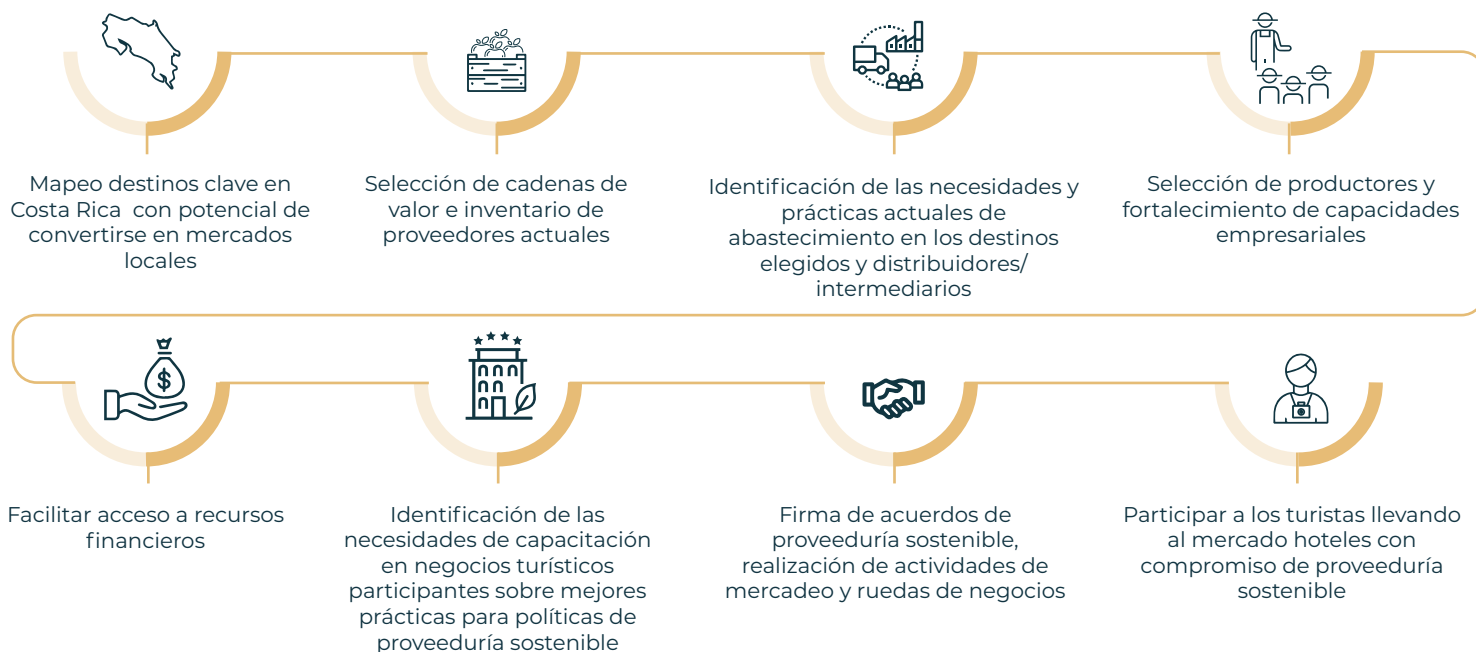 Mapeo destinos clave en
Costa Rica con potencial de
convertirse en mercados
locales
Selección de cadenas de
valor e inventario de
proveedores actuales
Identificación de las necesidades y
prácticas actuales de
abastecimiento en los destinos
elegidos y distribuidores/
intermediarios
Selección de productores y
fortalecimiento de capacidades
empresariales
$
Facilitar acceso a recursos
financieros
Identificación de las
necesidades de capacitación
en negocios turísticos
participantes sobre mejores
prácticas para políticas de
proveeduría sostenible
Firma de acuerdos de
proveeduría sostenible,
realización de actividades de
mercadeo y ruedas de negocios
Participar a los turistas llevando
al mercado hoteles con
compromiso de proveeduría
sostenible